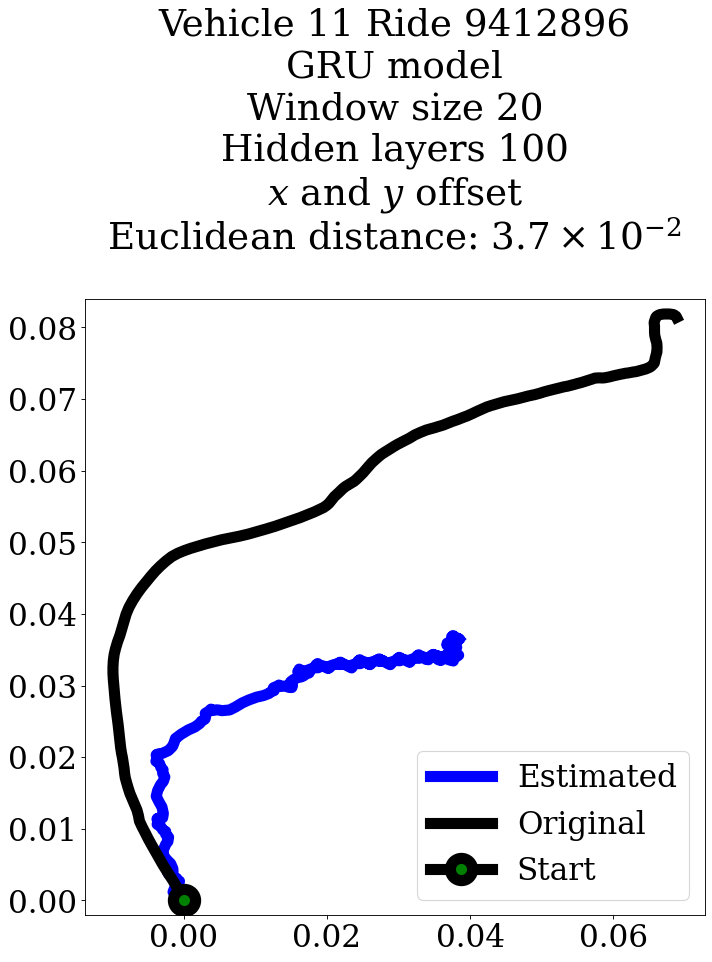 Vehicle 11 Ride 9412896
GRU model
Window size 20
Hidden layers 100
x and y offset
Euclidean distance: 3.7 × 10⁻²
0.08
0.07
0.06
0.05
0.04
0.03
0.02
0.01
0.00
Estimated
Original
Start
0.00 0.02 0.04 0.06